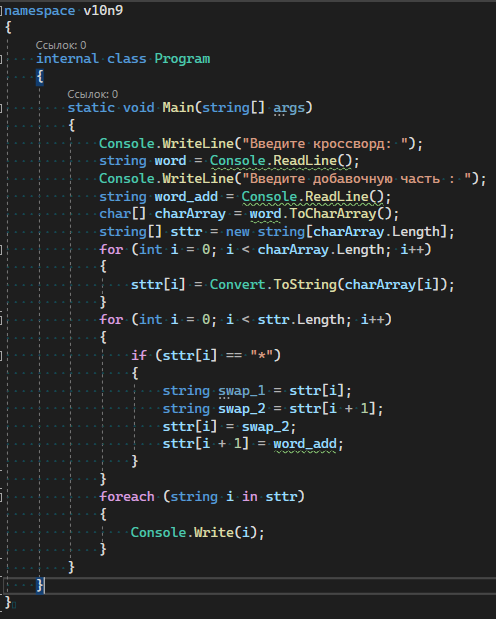 namespace v10n9
{
Ссылок: 0
internal class Program
{
Ссылок: 0
static void Main(string[] args)
{
Console.WriteLine("Введите кроссворд: ");
string word = Console.ReadLine();
Console.WriteLine("Введите добавочную часть : ");
string word_add = Console.ReadLine();
char[] charArray = word.ToCharArray();
string[] sttr = new string[charArray.Length];
for (int i = 0; i < charArray.Length; i++)
{
sttr[i] = Convert.ToString(charArray[i]);
}
for (int i = 0; i < sttr.Length; i++)
{
if (sttr[i] == "*")
{
string swap_1 = sttr[i];
string swap_2 = sttr[i + 1];
sttr[i] = swap_2;
sttr[i + 1] = word_add;
}
}
foreach (string i in sttr)
{
Console.Write(i);
}
}
}
}